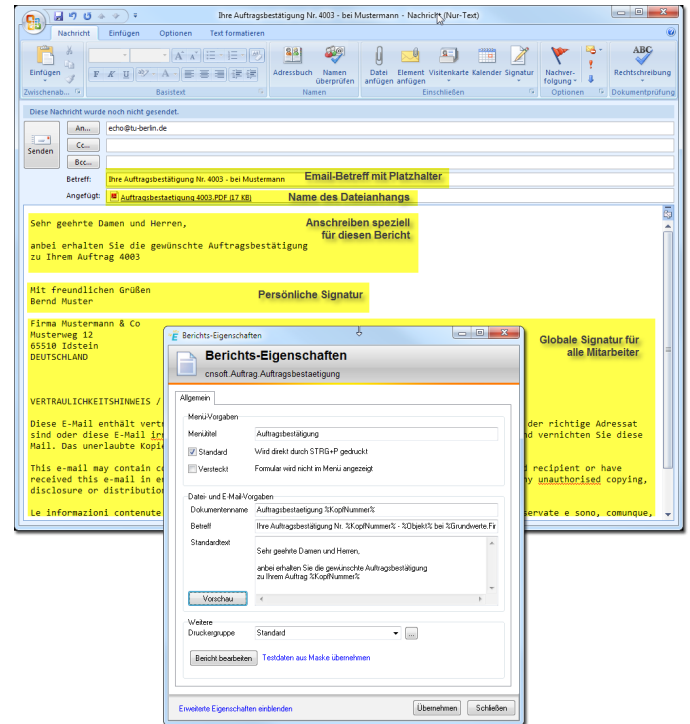 Ihre Auftragsbestätigung Nr. 4003 - bei Mustermann - Nachricht (Nur-Text)
Nachricht Einfügen Optionen Text formatieren
Einfügen
F K U
Adressbuch Namen überprüfen
Datei anfügen Element anfügen Visitenkarte Kalender Signatur
Nachver-folgung
ABC
Rechtschreibung
Zwischenab... Basistext Namen Einschließen Optionen Dokumentprüfung
Diese Nachricht wurde noch nicht gesendet.
Senden
An... echo@tu-berlin.de
Cc...
Bcc...
Betreff: Ihre Auftragsbestätigung Nr. 4003 - bei Mustermann Email-Betreff mit Platzhalter
Angefügt: Auftragsbestaetigung 4003.PDF (17 KB) Name des Dateianhangs
Sehr geehrte Damen und Herren,
Anschreiben speziell
für diesen Bericht
anbei erhalten Sie die gewünschte Auftragsbestätigung
zu Ihrem Auftrag 4003
Mit freundlichen Grüßen
Bernd Muster
Persönliche Signatur
Firma Mustermann & Co
Musterweg 12
65510 Idstein
DEUTSCHLAND
Globale Signatur für
alle Mitarbeiter
VERTRAULICHKEITSHINWEIS /
Diese E-Mail enthält vertr der richtige Adressat
sind oder diese E-Mail irr d vernichten Sie diese
Mail. Das unerlaubte Kopie
This e-mail may contain co d recipient or have
received this e-mail in er y unauthorised copying,
disclosure or distribution
Le informazioni contenute servate e sono, comunque,
Berichts-Eigenschaften
Berichts-Eigenschaften
cnsoft.Auftrag.Auftragsbestaetigung
Allgemein
Menü-Vorgaben
Menütitel Auftragsbestätigung
Standard Wird direkt durch STRG+P gedruckt
Versteckt Formular wird nicht im Menü angezeigt
Datei- und E-Mail-Vorgaben
Dokumentenname Auftragsbestaetigung %KopfNummer%
Betreff Ihre Auftragsbestätigung Nr. %KopfNummer% - %Objekt% bei %Grundwerte.Fir
Standardtext
Sehr geehrte Damen und Herren,
anbei erhalten Sie die gewünschte Auftragsbestätigung
zu Ihrem Auftrag %KopfNummer%
Vorschau
Weitere
Druckergruppe Standard ...
Bericht bearbeiten Testdaten aus Maske übernehmen
Erweiterte Eigenschaften einblenden Übernehmen Schließen